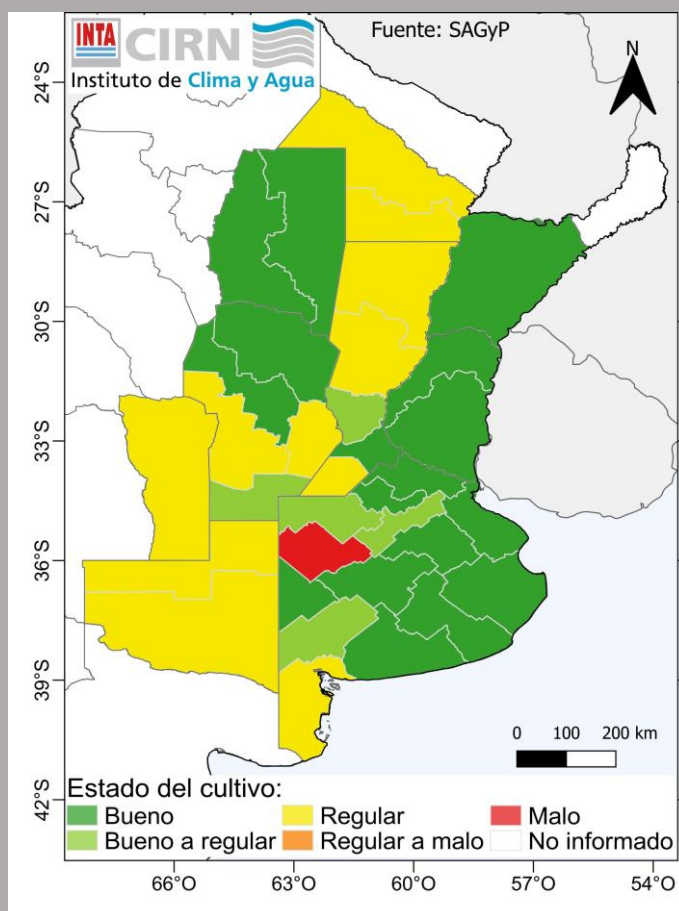 INTA CIRN
Instituto de Clima y Agua
Fuente: SAGyP
N
24°S
27°S
30°S
33°S
36°S
39°S
42°S
0 100 200 km
Estado del cultivo:
Bueno Regular Malo
Bueno a regular Regular a malo No informado
66°O 63°O 60°O 57°O 54°O